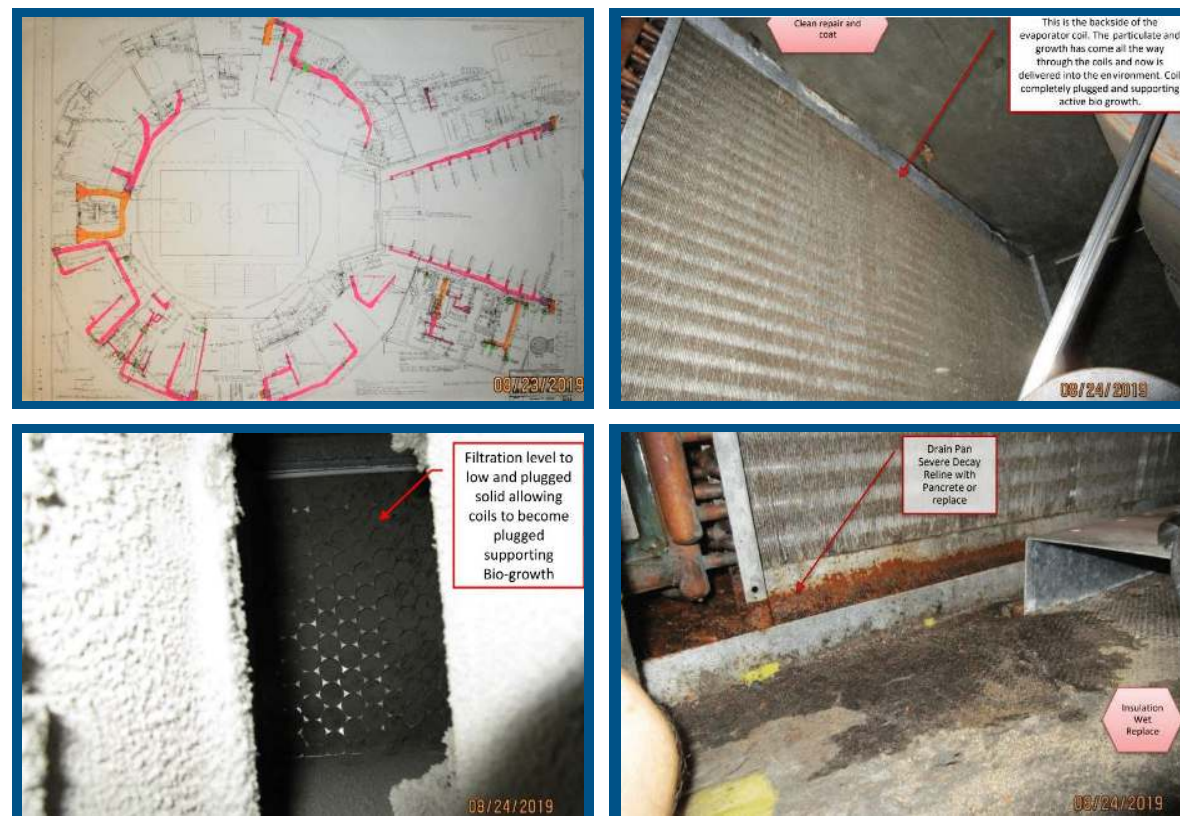 08/23/2019
Clean repair and
coat
This is the backside of the
evaporator coil. The particulate and
growth has come all the way
through the coils and now is
delivered into the environment. Coil
completely plugged and supporting
active bio growth.
08/24/2019
Filtration level to
low and plugged
solid allowing
coils to become
plugged
supporting
Bio-growth
08/24/2019
Drain Pan
Severe Decay
Reline with
Pancrete or
replace
Insulation
Wet
Replace
08/24/2019